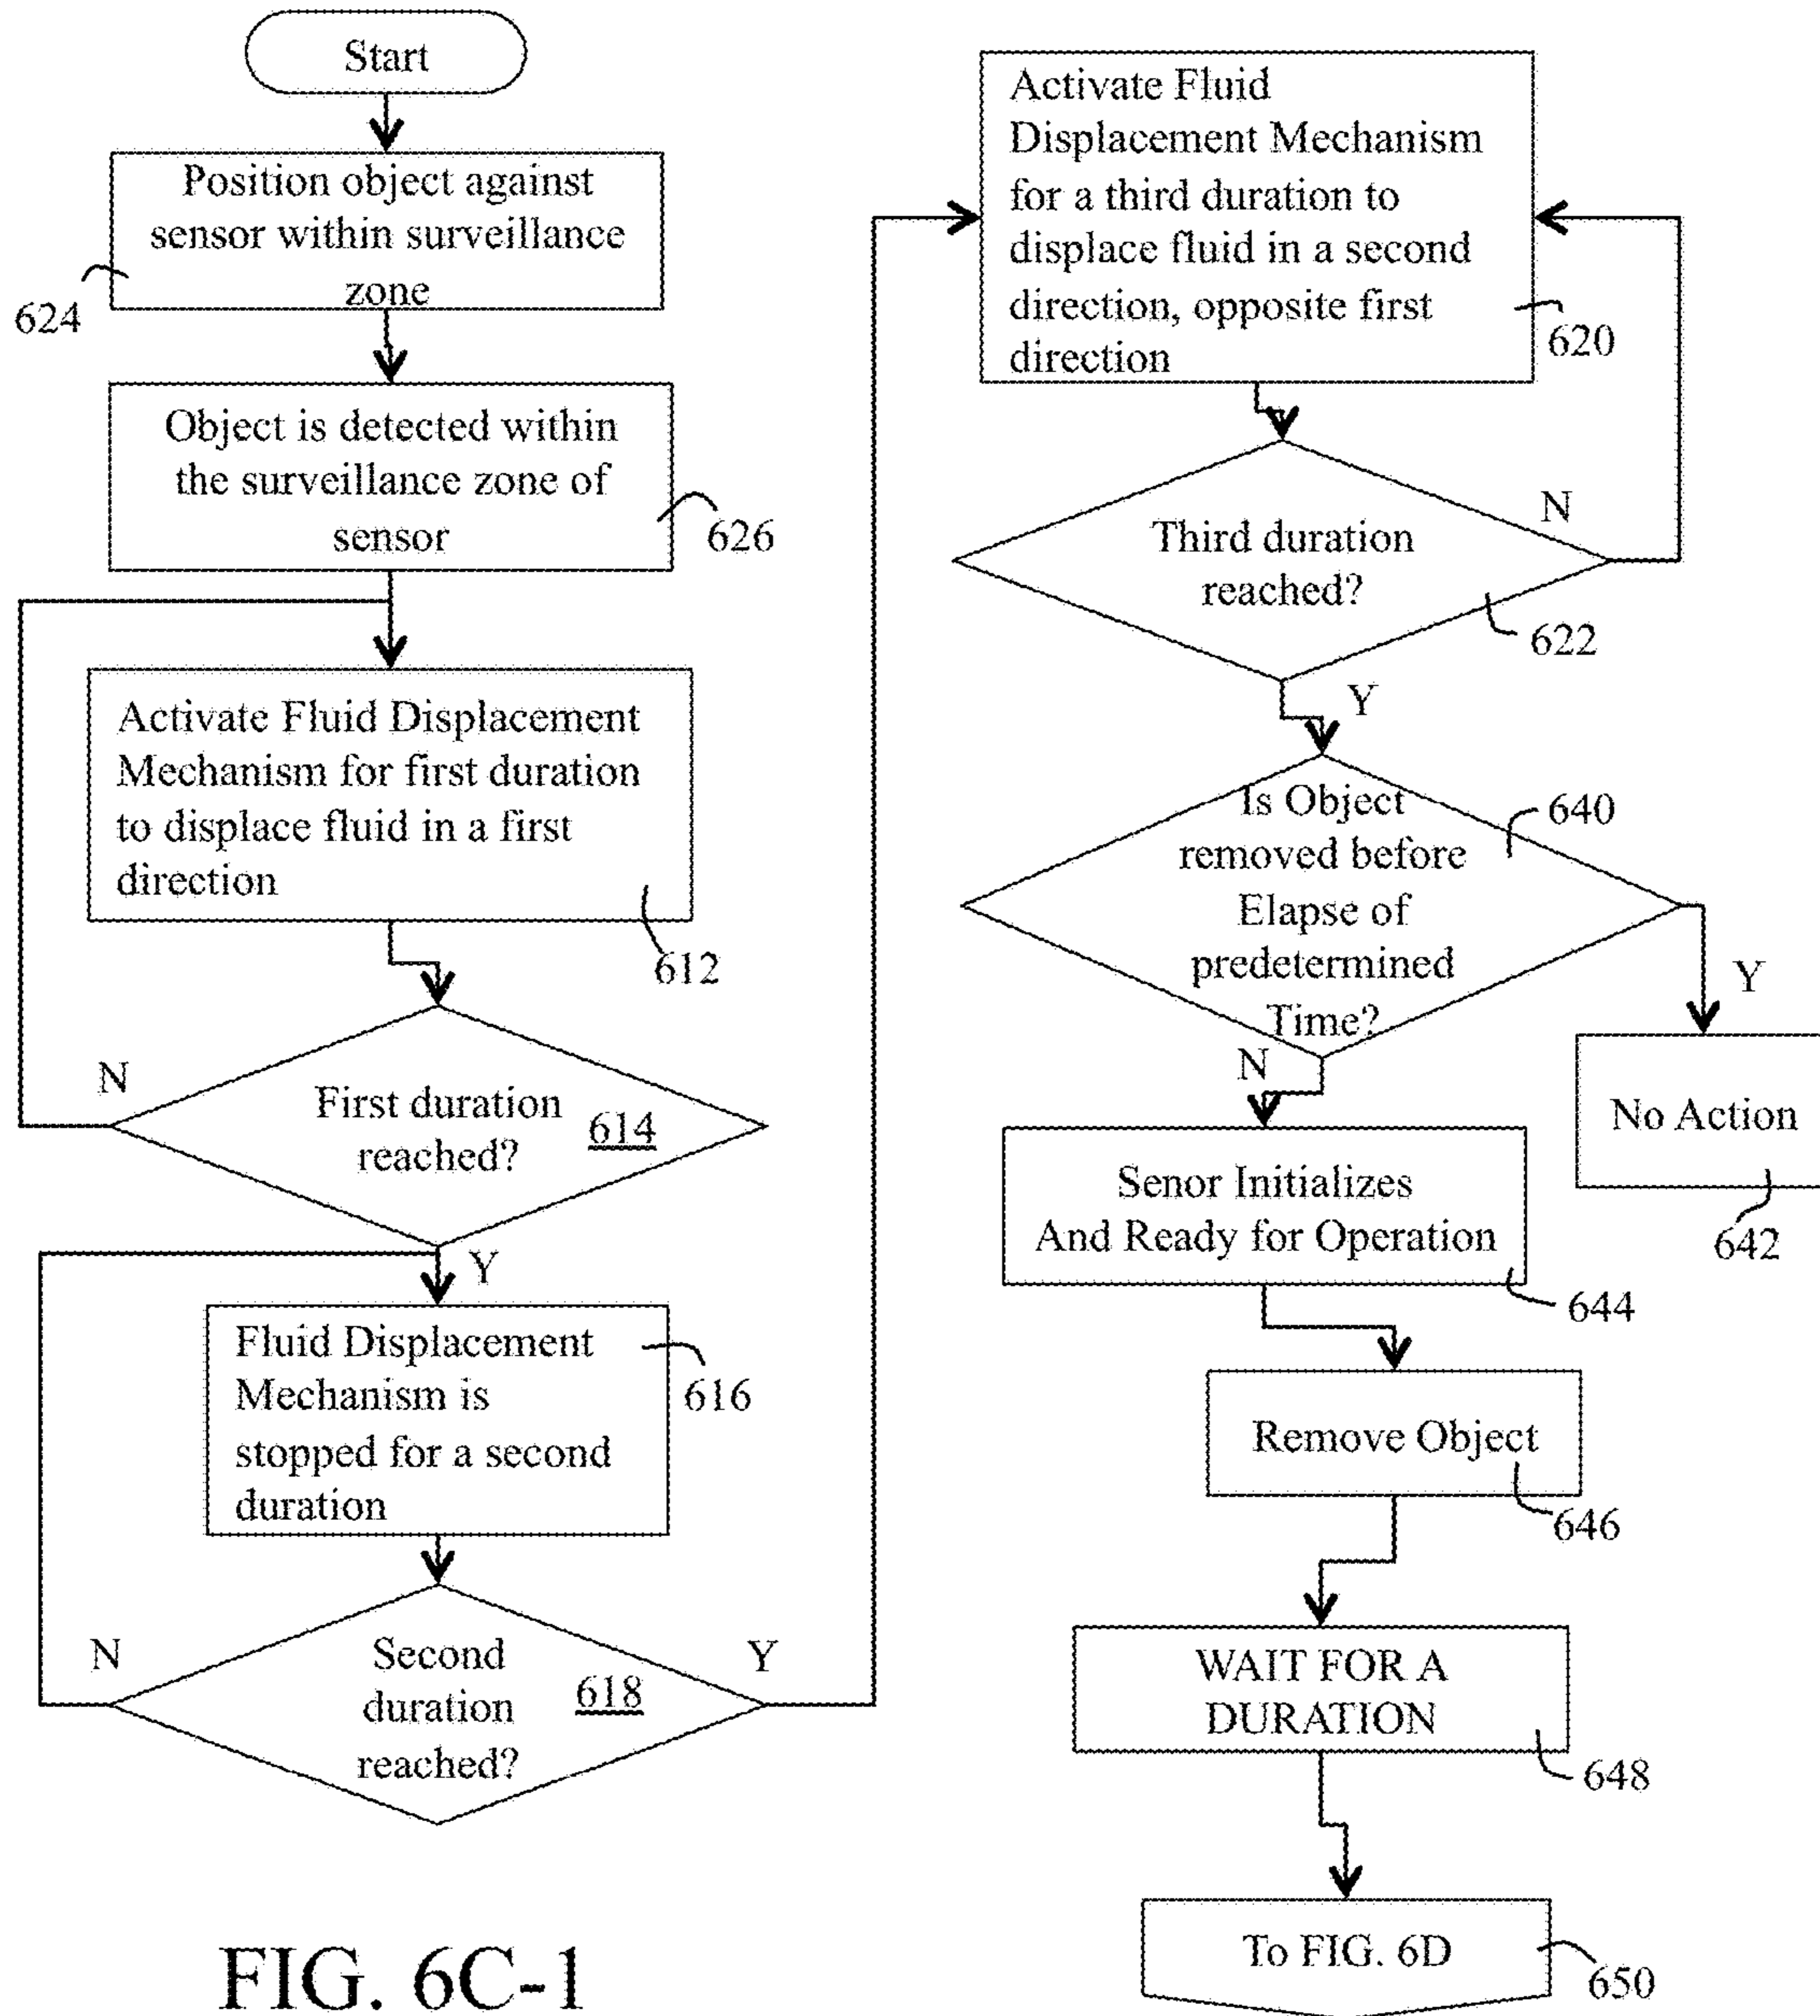 Start
Position object against
sensor within surveillance
zone
624
Object is detected within
the surveillance zone of
sensor
626
Activate Fluid Displacement
Mechanism for first duration
to displace fluid in a first
direction
612
N
First duration
reached?
614
Y
Fluid Displacement
Mechanism is
stopped for a second
duration
616
N
Second
duration
reached?
618
Y
Activate Fluid
Displacement Mechanism
for a third duration to
displace fluid in a second
direction, opposite first
direction
620
N
Third duration
reached?
622
Y
Is Object
removed before
Elapse of
predetermined
Time?
640
Y
No Action
642
N
Senor Initializes
And Ready for Operation
644
Remove Object
646
WAIT FOR A
DURATION
648
To FIG. 6D
650
FIG. 6C-1